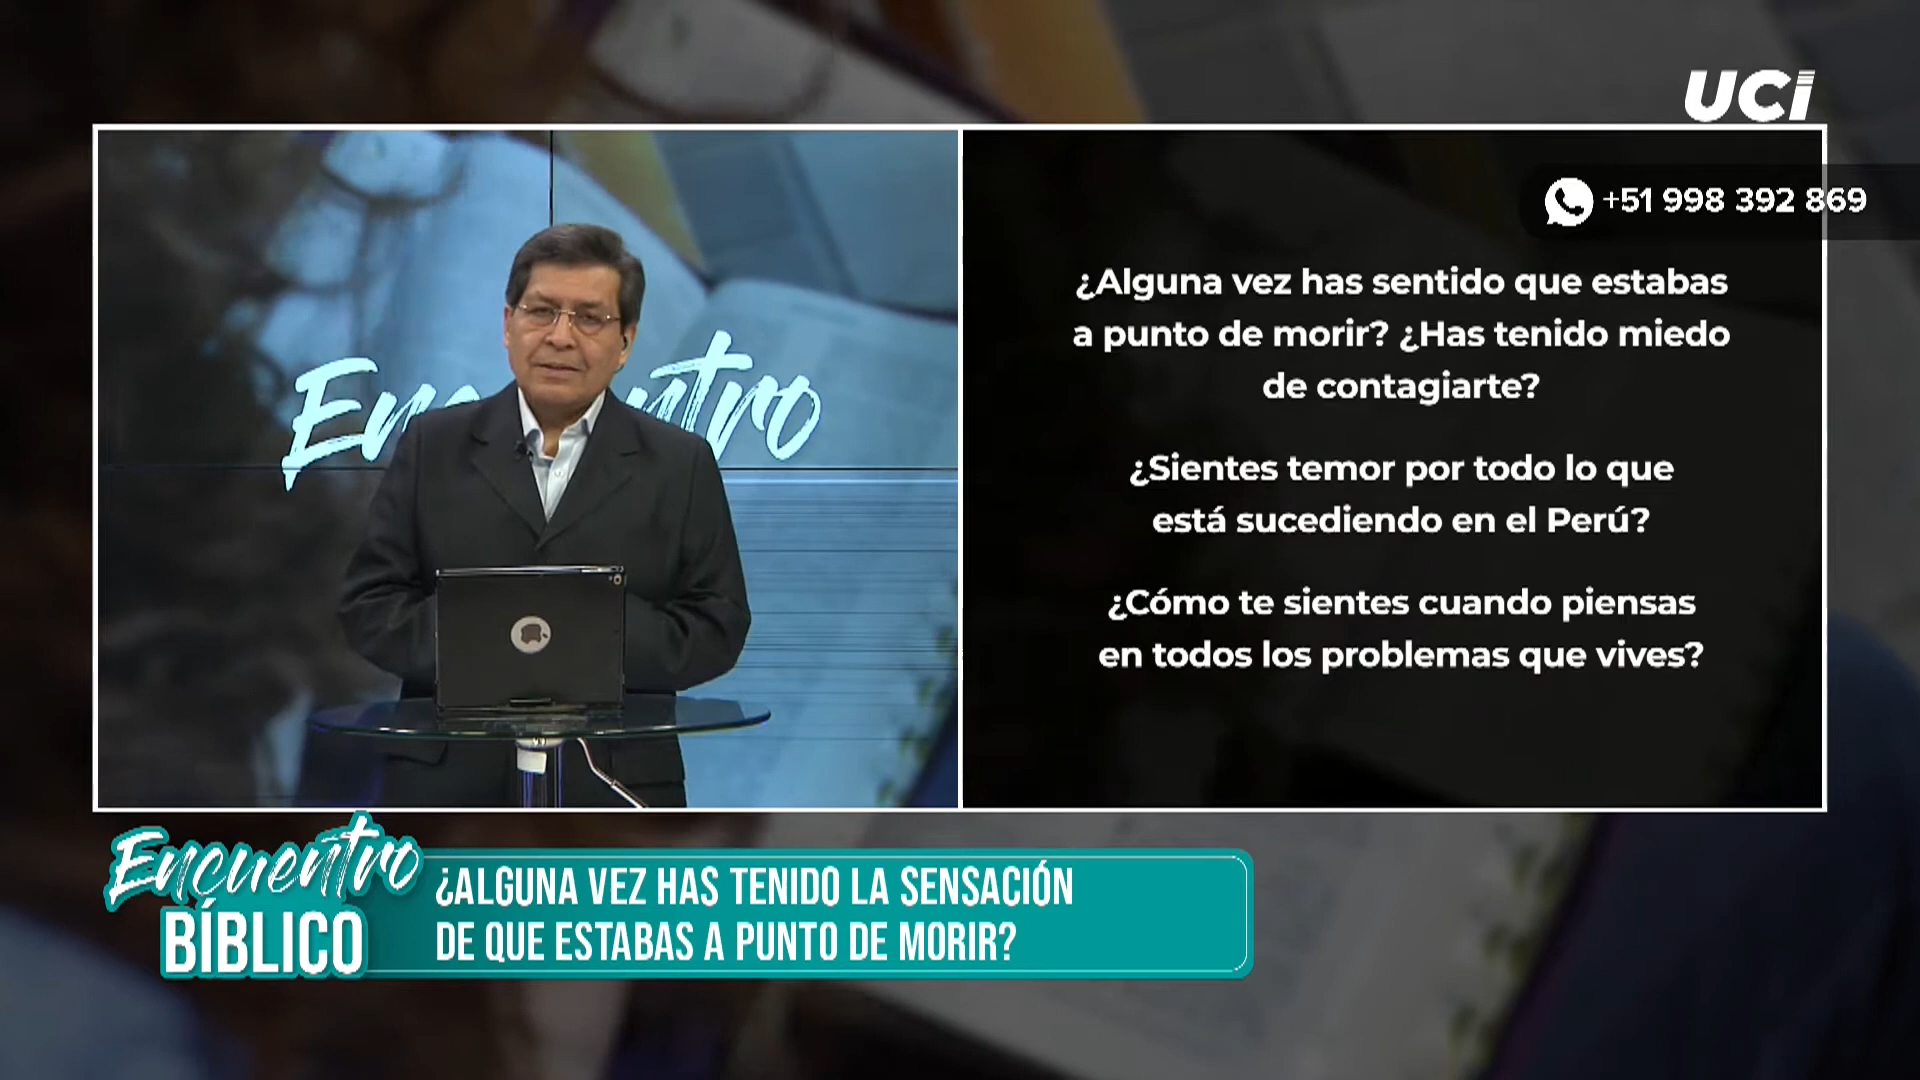 UCi
+51 998 392 869
Encuentro
¿Alguna vez has sentido que estabas
a punto de morir? ¿Has tenido miedo
de contagiarte?
¿Sientes temor por todo lo que
está sucediendo en el Perú?
¿Cómo te sientes cuando piensas
en todos los problemas que vives?
Encuentro
BÍBLICO
¿ALGUNA VEZ HAS TENIDO LA SENSACIÓN
DE QUE ESTABAS A PUNTO DE MORIR?